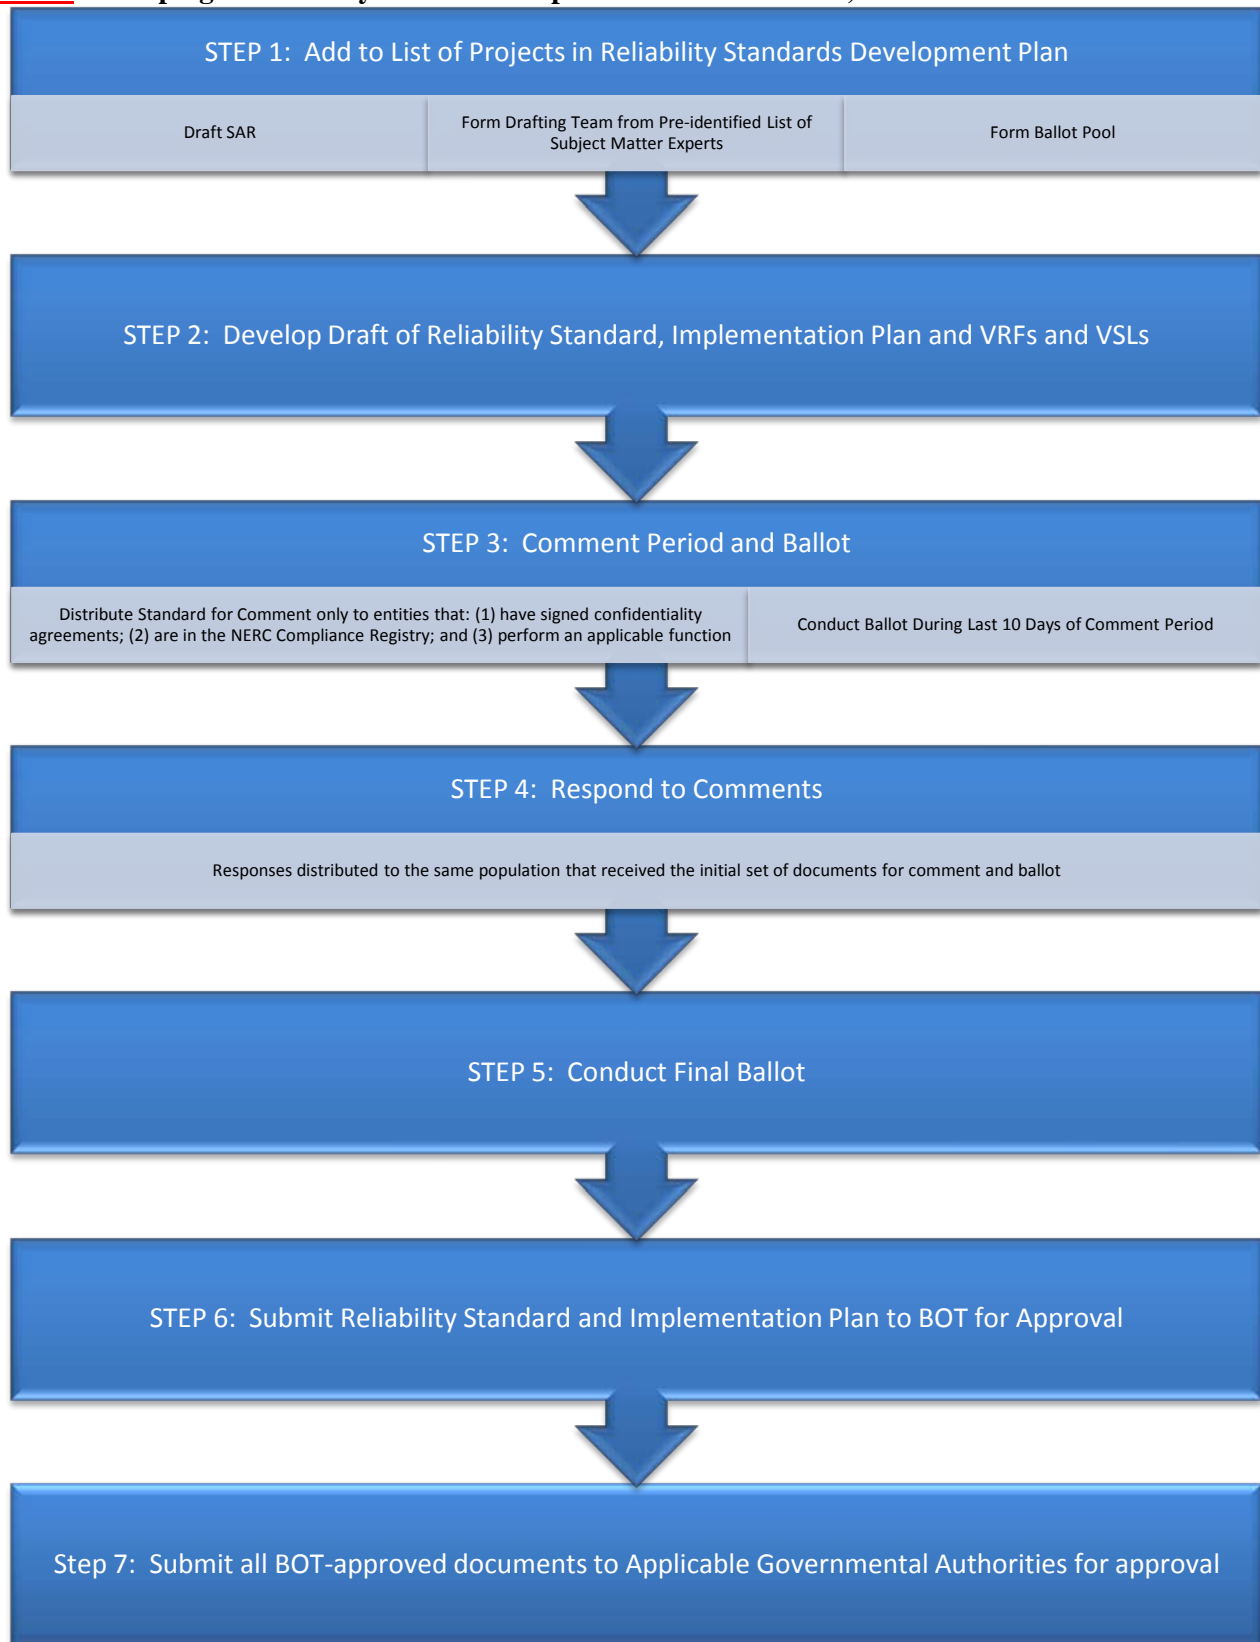 STEP 1: Add to List of Projects in Reliability Standards Development Plan
Draft SAR
Form Drafting Team from Pre-identified List of
Subject Matter Experts
Form Ballot Pool
STEP 2: Develop Draft of Reliability Standard, Implementation Plan and VRFs and VSLs
STEP 3: Comment Period and Ballot
Distribute Standard for Comment only to entities that: (1) have signed confidentiality
agreements; (2) are in the NERC Compliance Registry; and (3) perform an applicable function
Conduct Ballot During Last 10 Days of Comment Period
STEP 4: Respond to Comments
Responses distributed to the same population that received the initial set of documents for comment and ballot
STEP 5: Conduct Final Ballot
STEP 6: Submit Reliability Standard and Implementation Plan to BOT for Approval
Step 7: Submit all BOT-approved documents to Applicable Governmental Authorities for approval